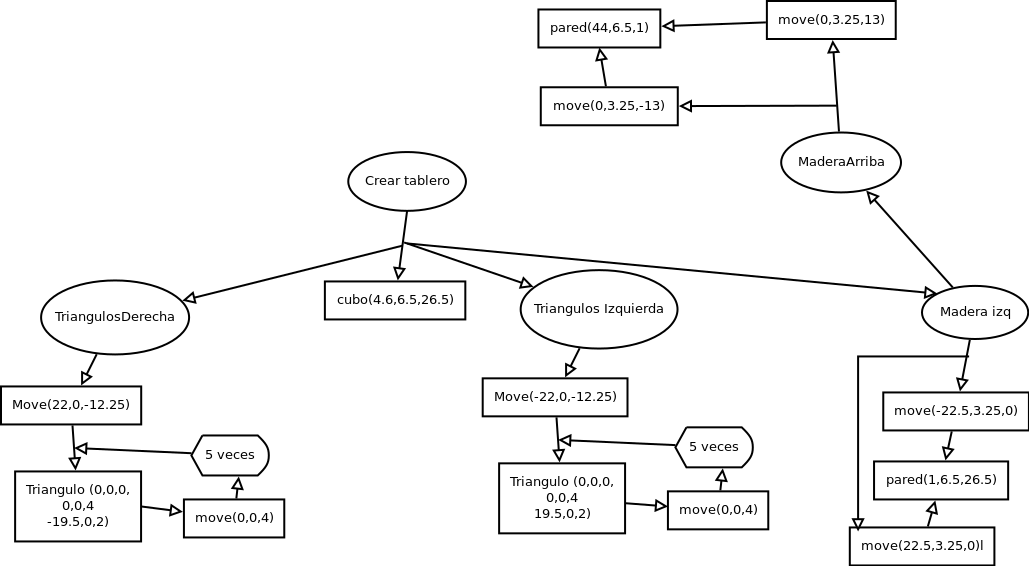 move(0,3.25,13)
pared(44,6.5,1)
move(0,3.25,-13)
MaderaArriba
Crear tablero
cubo(4.6,6.5,26.5)
TriangulosDerecha
Triangulos Izquierda
Madera izq
Move(22,0,-12.25)
Move(-22,0,-12.25)
move(-22.5,3.25,0)
5 veces
5 veces
pared(1,6.5,26.5)
Triangulo (0,0,0,
0,0,4
-19.5,0,2)
move(0,0,4)
Triangulo (0,0,0,
0,0,4
19.5,0,2)
move(0,0,4)
move(22.5,3.25,0)l